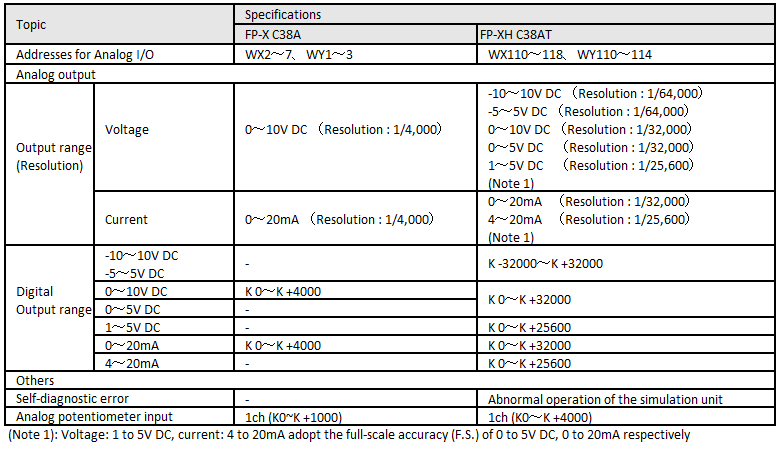 Topic
Specifications
FP-X C38A
FP-XH C38AT
Addresses for Analog I/O
WX2～7、 WY1～3
WX110～118、 WY110～114
Analog output
Output range
(Resolution)
Voltage
0～10V DC （Resolution : 1/4,000）
-10～10V DC （Resolution : 1/64,000）
-5～5V DC （Resolution : 1/64,000）
0～10V DC （Resolution : 1/32,000）
0～5V DC （Resolution : 1/32,000）
1～5V DC （Resolution : 1/25,600）
(Note 1)
Current
0～20mA （Resolution : 1/4,000）
0～20mA （Resolution : 1/32,000）
4～20mA （Resolution : 1/25,600）
(Note 1)
Digital
Output range
-10～10V DC
-5～5V DC
-
K -32000～K +32000
0～10V DC
K 0～K +4000
K 0～K +32000
0～5V DC
-
1～5V DC
-
K 0～K +25600
0～20mA
K 0～K +4000
K 0～K +32000
4～20mA
-
K 0～K +25600
Others
Self-diagnostic error
-
Abnormal operation of the simulation unit
Analog potentiometer input
1ch (K0~K +1000)
1ch (K0～K +4000)
(Note 1): Voltage: 1 to 5V DC, current: 4 to 20mA adopt the full-scale accuracy (F.S.) of 0 to 5V DC, 0 to 20mA respectively